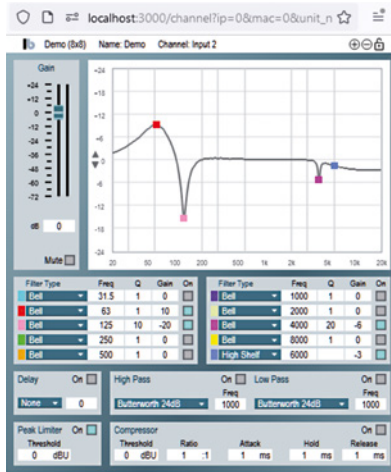 localhost:3000/channel?ip=0&mac=0&unit_n
lb Demo (8x8) Name: Demo Channel: Input 2
Gain
-24
-12
0
-12
-24
-36
-48
-60
-72
dB 0
Mute
-24
-18
-12
-6
-6
-12
-18
-24
20 50 100 200 500 1k 2k 5k 10k 20k
Filter Type Freq Q Gain On
Bell 31.5 1 0
Bell 63 1 10
Bell 125 10 -20
Bell 250 1 0
Bell 500 1 0
Filter Type Freq Q Gain On
Bell 1000 1 0
Bell 2000 1 0
Bell 4000 20 -6
Bell 8000 1 0
High Shelf 6000 -3
Delay On
None 0
High Pass On
Freq
Butterworth 24dB 1000
Low Pass On
Freq
Butterworth 24dB 1000
Peak Limiter On
Threshold
0 dBU
Compressor On
Threshold Ratio Attack Hold Release
0 dBU 1 :1 1 ms 1 ms 1 ms